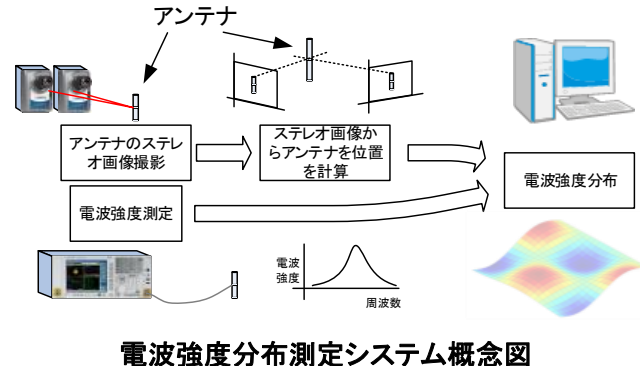 アンテナ
アンテナのステレ
オ画像撮影
ステレオ画像か
らアンテナを位置
を計算
電波強度分布
電波強度測定
電波
強度
周波数
電波強度分布測定システム概念図